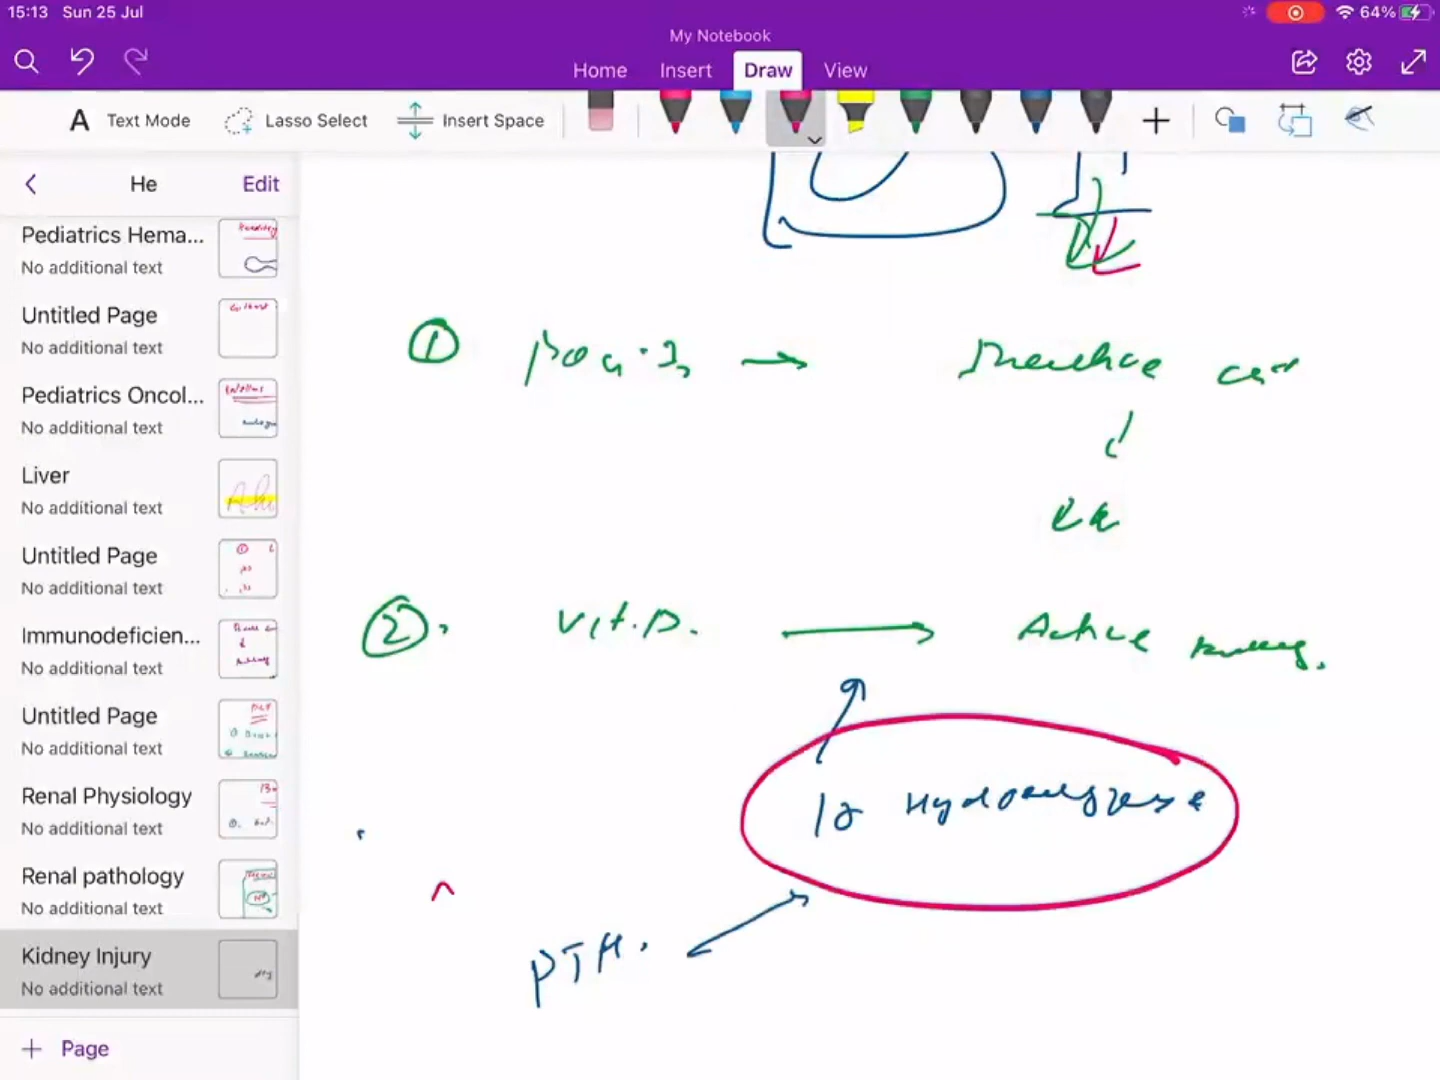 15:13 Sun 25 Jul
64%
My Notebook
Home Insert Draw View
A Text Mode Lasso Select Insert Space
He Edit
Pediatrics Hema...
No additional text
Untitled Page
No additional text
Pediatrics Oncol...
No additional text
Liver
No additional text
Untitled Page
No additional text
Immunodeficien...
No additional text
Untitled Page
No additional text
Renal Physiology
No additional text
Renal pathology
No additional text
Kidney Injury
No additional text
+ Page
①
② Vit.D. → Active
PTH.